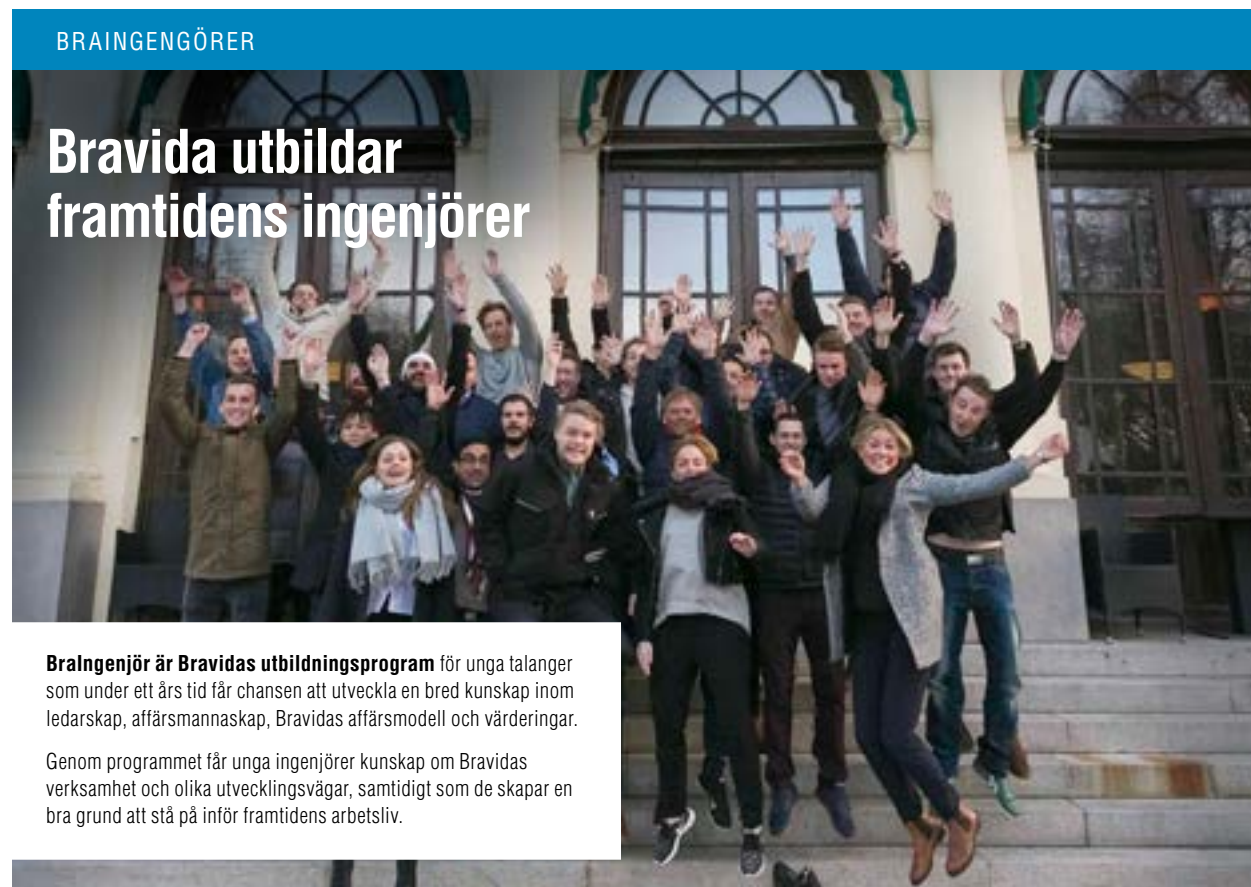 BRAINGENGÖRER
Bravida utbildar
framtidens ingenjörer
BraIngenjör är Bravidas utbildningsprogram för unga talanger
som under ett års tid får chansen att utveckla en bred kunskap inom
ledarskap, affärsmannaskap, Bravidas affärsmodell och värderingar.
Genom programmet får unga ingenjörer kunskap om Bravidas
verksamhet och olika utvecklingsvägar, samtidigt som de skapar en
bra grund att stå på inför framtidens arbetsliv.